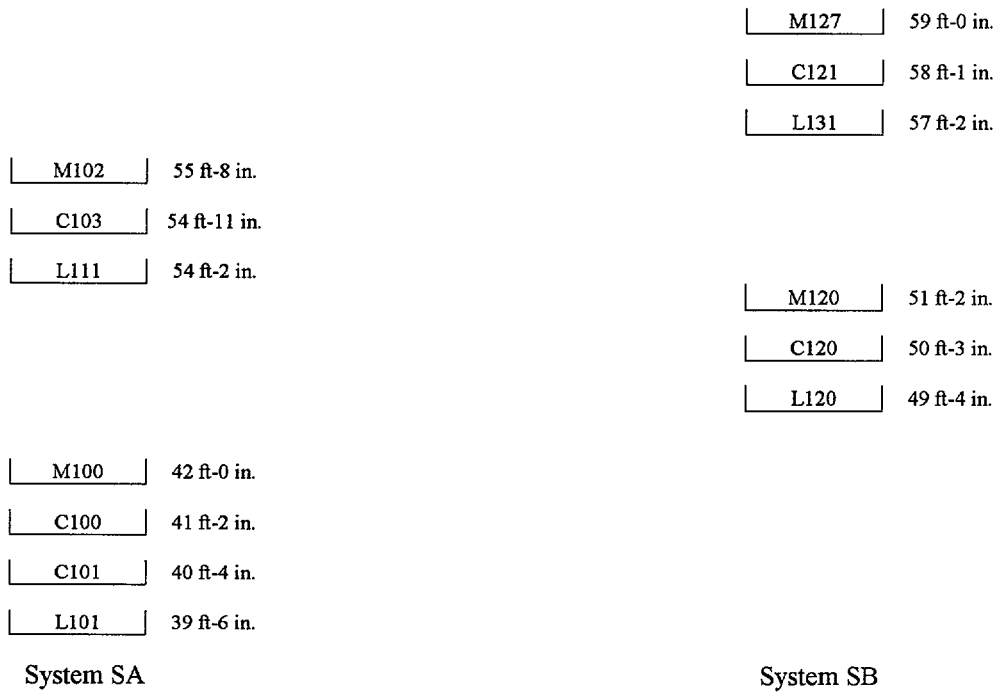 M127 59 ft-0 in.
C121 58 ft-1 in.
L131 57 ft-2 in.
M102 55 ft-8 in.
C103 54 ft-11 in.
L111 54 ft-2 in.
M120 51 ft-2 in.
C120 50 ft-3 in.
L120 49 ft-4 in.
M100 42 ft-0 in.
C100 41 ft-2 in.
C101 40 ft-4 in.
L101 39 ft-6 in.
System SA
System SB